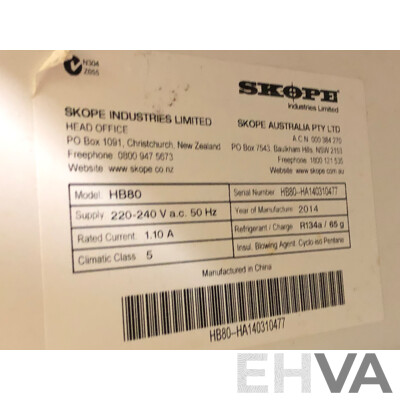 N304
Z655
SKOPE
industries Limited
SKOPE INDUSTRIES LIMITED
HEAD OFFICE
PO Box 1091, Christchurch, New Zealand
Freephone 0800 947 5673
Website www.skope.co.nz
SKOPE AUSTRALIA PTY LTD
A.C.N. 000 384 270
PO Box 7543, Baulkham Hills, NSW 2153
Freephone 1800 121 535
Website www.skope.com.au
Model: HB80
Serial Number HB80-HA140310477
Supply 220-240 V a.c. 50 Hz
Year of Manufacture 2014
Rated Current: 1.10 A
Refrigerant / Charge R134a / 65 g
Climatic Class 5
Insul. Blowing Agent Cyclo-iso Pentane
Manufactured in China
HB80-HA140310477
EHVA